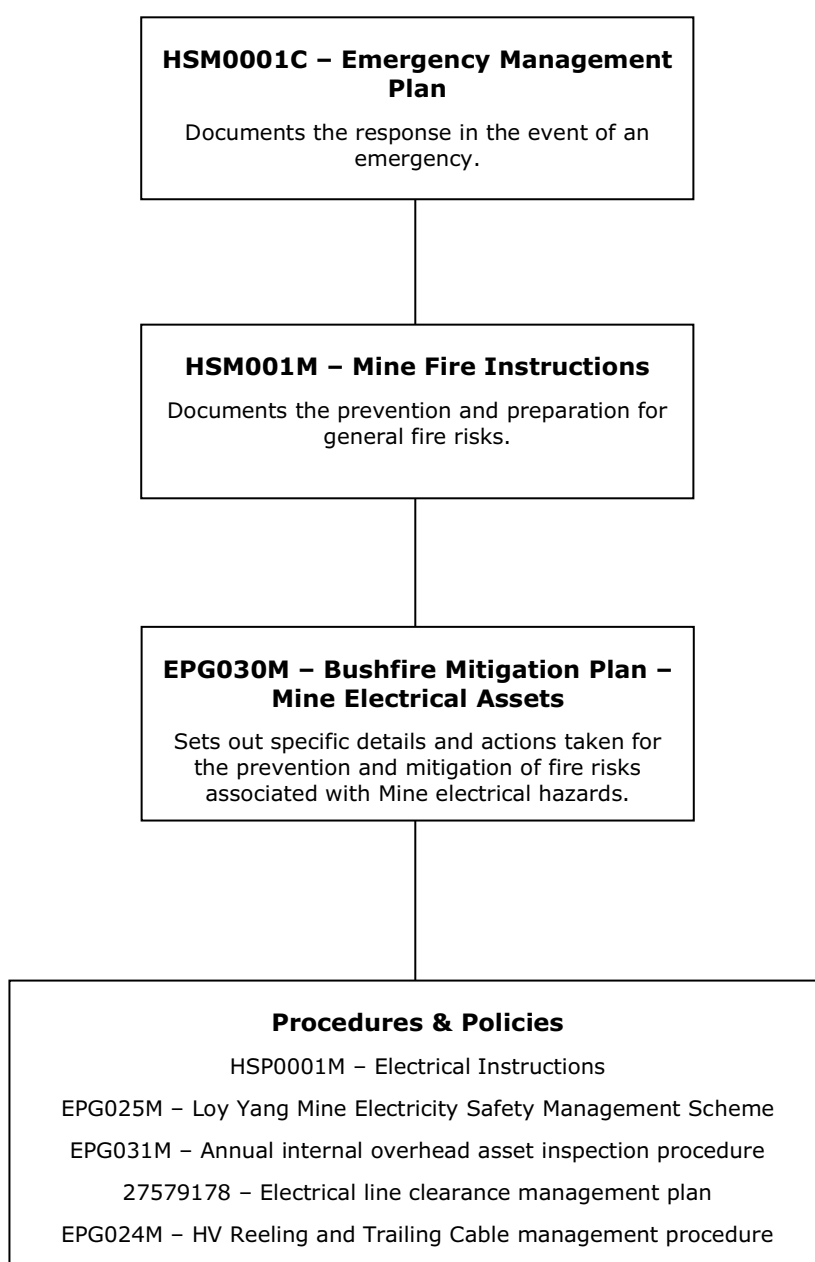 HSM0001C – Emergency Management
Plan
Documents the response in the event of an
emergency.
HSM001M – Mine Fire Instructions
Documents the prevention and preparation for
general fire risks.
EPG030M – Bushfire Mitigation Plan –
Mine Electrical Assets
Sets out specific details and actions taken for
the prevention and mitigation of fire risks
associated with Mine electrical hazards.
Procedures & Policies
HSP0001M – Electrical Instructions
EPG025M – Loy Yang Mine Electricity Safety Management Scheme
EPG031M – Annual internal overhead asset inspection procedure
27579178 – Electrical line clearance management plan
EPG024M – HV Reeling and Trailing Cable management procedure